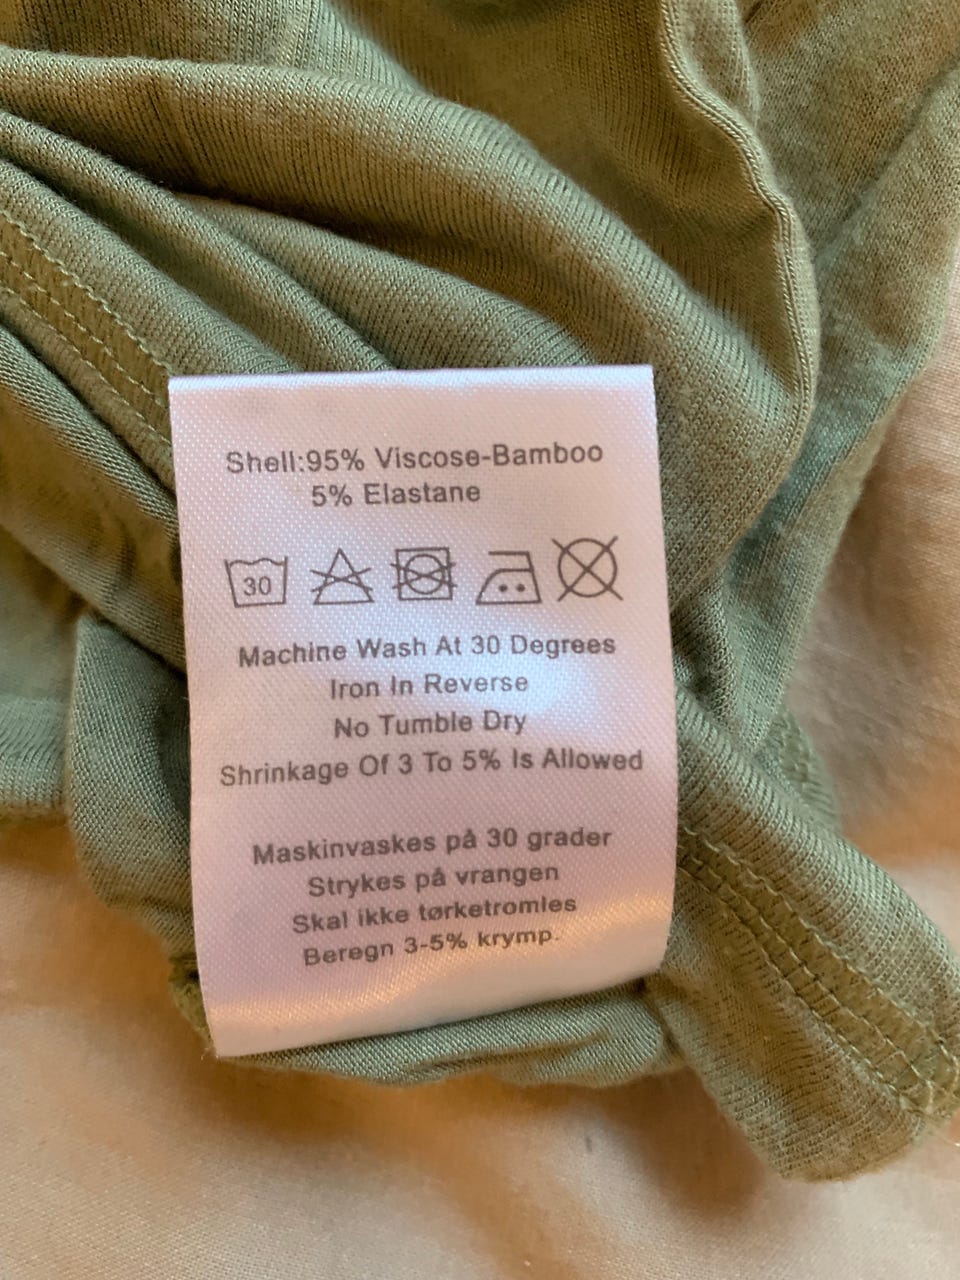 Shell:95% Viscose-Bamboo
5% Elastane
30
Machine Wash At 30 Degrees
Iron In Reverse
No Tumble Dry
Shrinkage Of 3 To 5% Is Allowed
Maskinvaskes på 30 grader
Strykes på vrangen
Skal ikke tørketromles
Beregn 3-5% krymp.